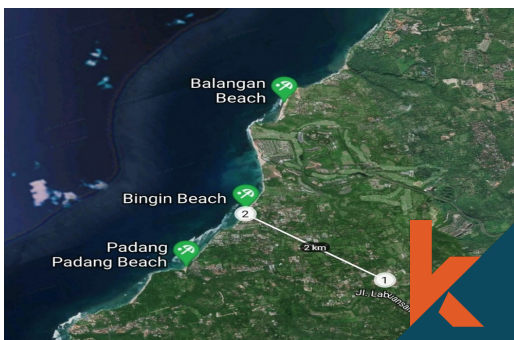 Balangan
Beach
Bingin Beach
2
Padang
Padang Beach
2 km
1